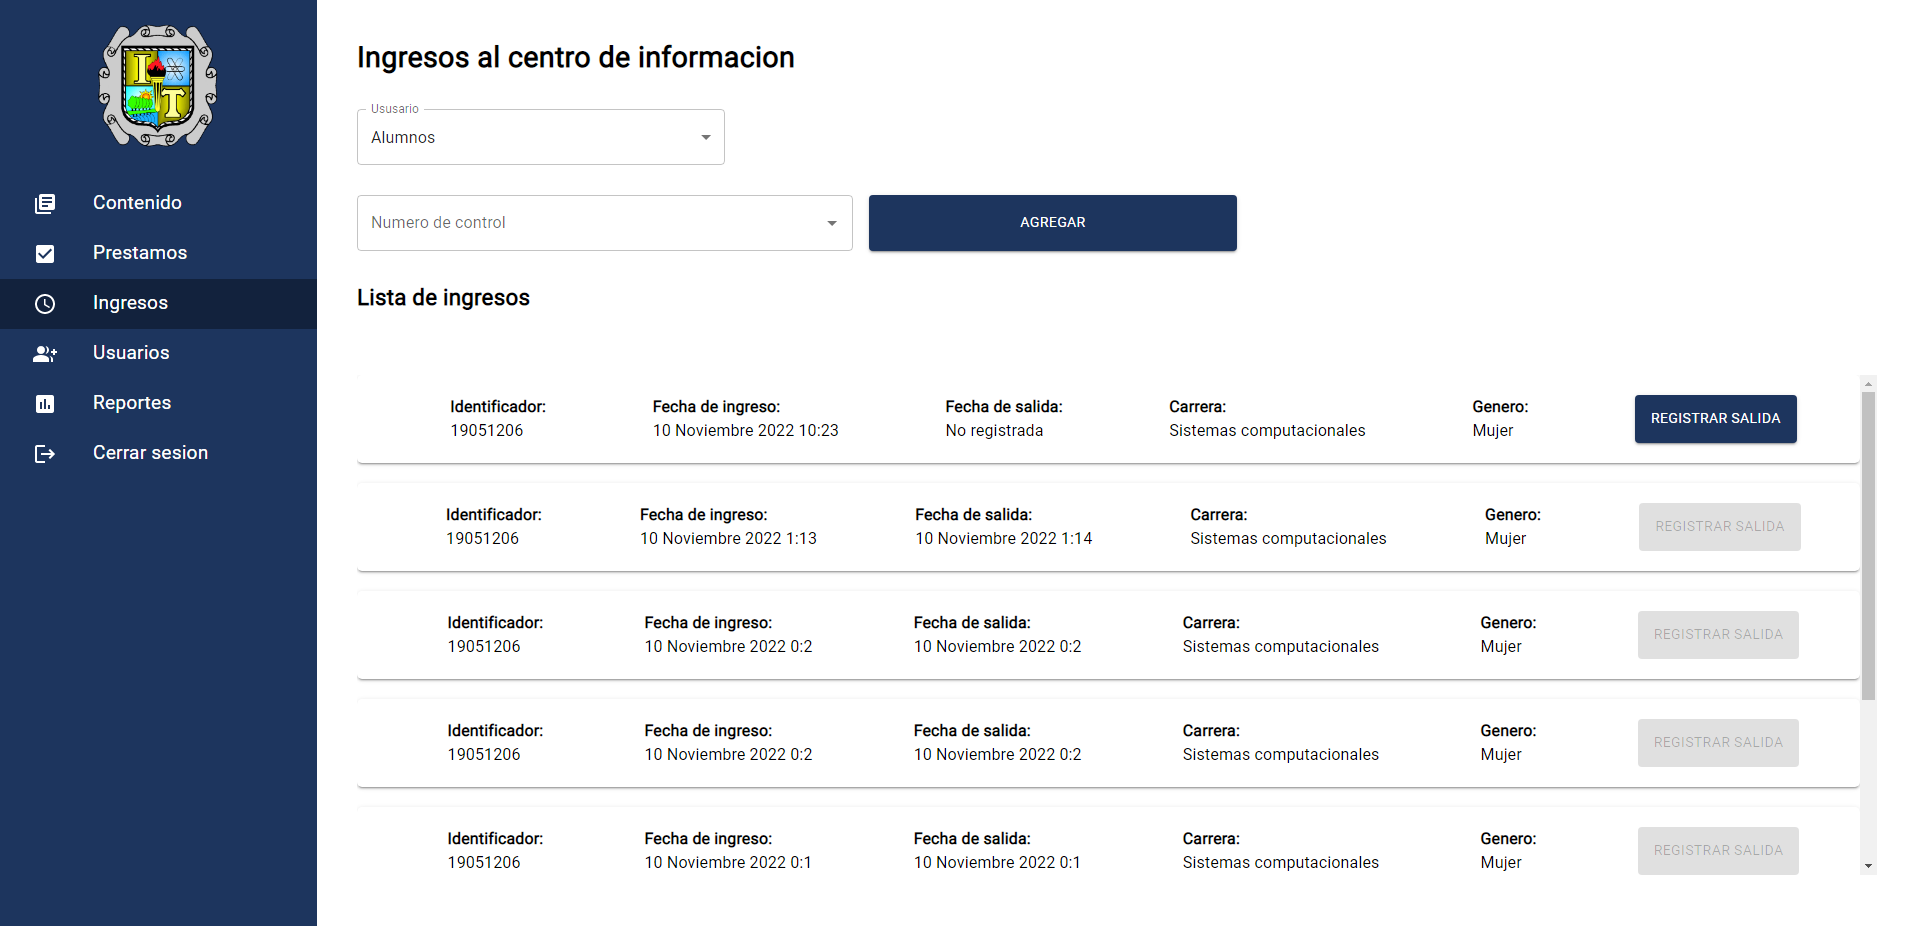 I T
Contenido
Prestamos
Ingresos
Usuarios
Reportes
Cerrar sesion
Ingresos al centro de informacion
Ususario
Alumnos
Numero de control
AGREGAR
Lista de ingresos
Identificador: Fecha de ingreso: Fecha de salida: Carrera: Genero:
19051206 10 Noviembre 2022 10:23 No registrada Sistemas computacionales Mujer REGISTRAR SALIDA
Identificador: Fecha de ingreso: Fecha de salida: Carrera: Genero:
19051206 10 Noviembre 2022 1:13 10 Noviembre 2022 1:14 Sistemas computacionales Mujer REGISTRAR SALIDA
Identificador: Fecha de ingreso: Fecha de salida: Carrera: Genero:
19051206 10 Noviembre 2022 0:2 10 Noviembre 2022 0:2 Sistemas computacionales Mujer REGISTRAR SALIDA
Identificador: Fecha de ingreso: Fecha de salida: Carrera: Genero:
19051206 10 Noviembre 2022 0:2 10 Noviembre 2022 0:2 Sistemas computacionales Mujer REGISTRAR SALIDA
Identificador: Fecha de ingreso: Fecha de salida: Carrera: Genero:
19051206 10 Noviembre 2022 0:1 10 Noviembre 2022 0:1 Sistemas computacionales Mujer REGISTRAR SALIDA